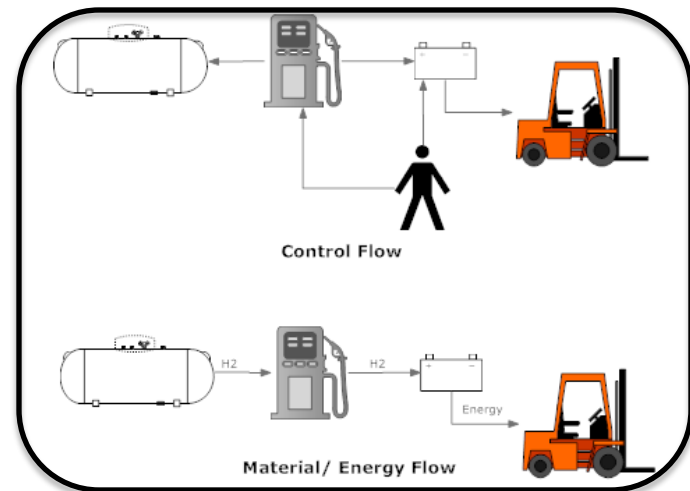 Control Flow
H2
H2
Energy
Material/ Energy Flow